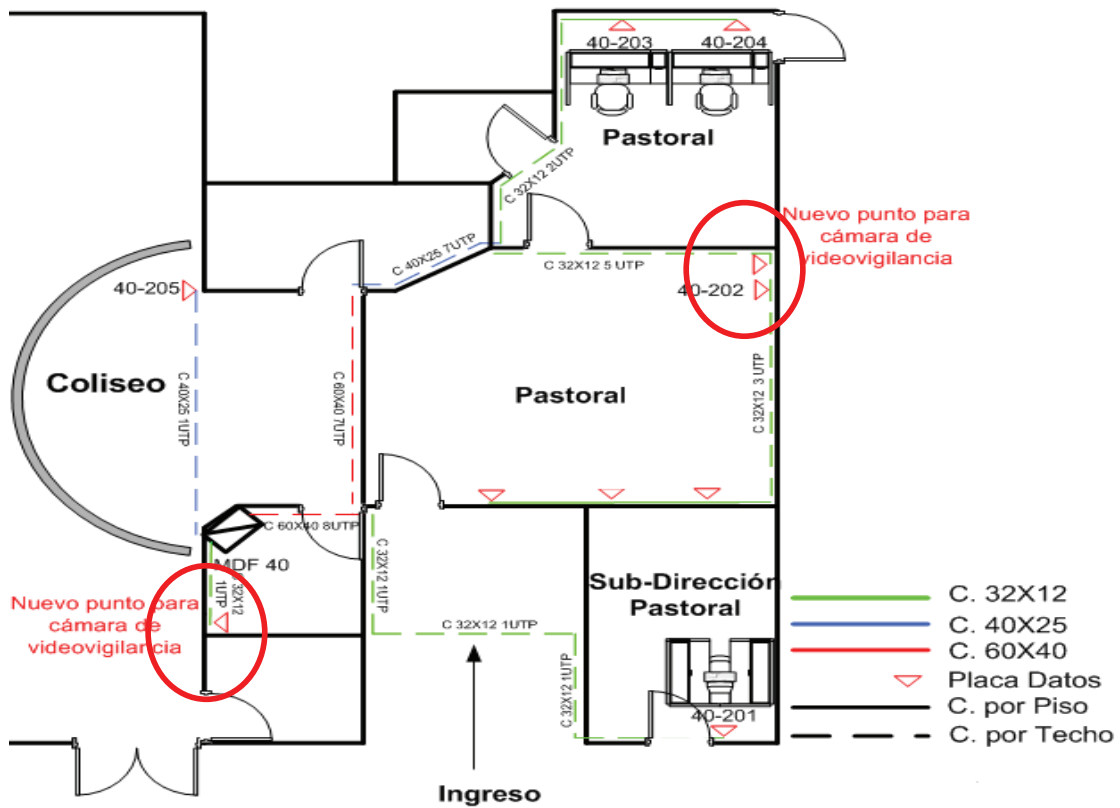 40-203
40-204
Pastoral
C 32X12 2UTP
Nuevo punto para
cámara de
videovigilancia
C 40X25 7UTP
C 32X12 5 UTP
40-205
40-202
Coliseo
C 40X25 1UTP
C 60X40 7UTP
Pastoral
C 32X12 3 UTP
C 60X40 8UTP
MDF 40
C 32X12 1UTP
Sub-Dirección
Pastoral
Nuevo punto para
cámara de
videovigilancia
32X12
1UTP
C 32X12 1UTP
C 32X12 1UTP
40-201
C. 32X12
C. 40X25
C. 60X40
Placa Datos
C. por Piso
C. por Techo
Ingreso